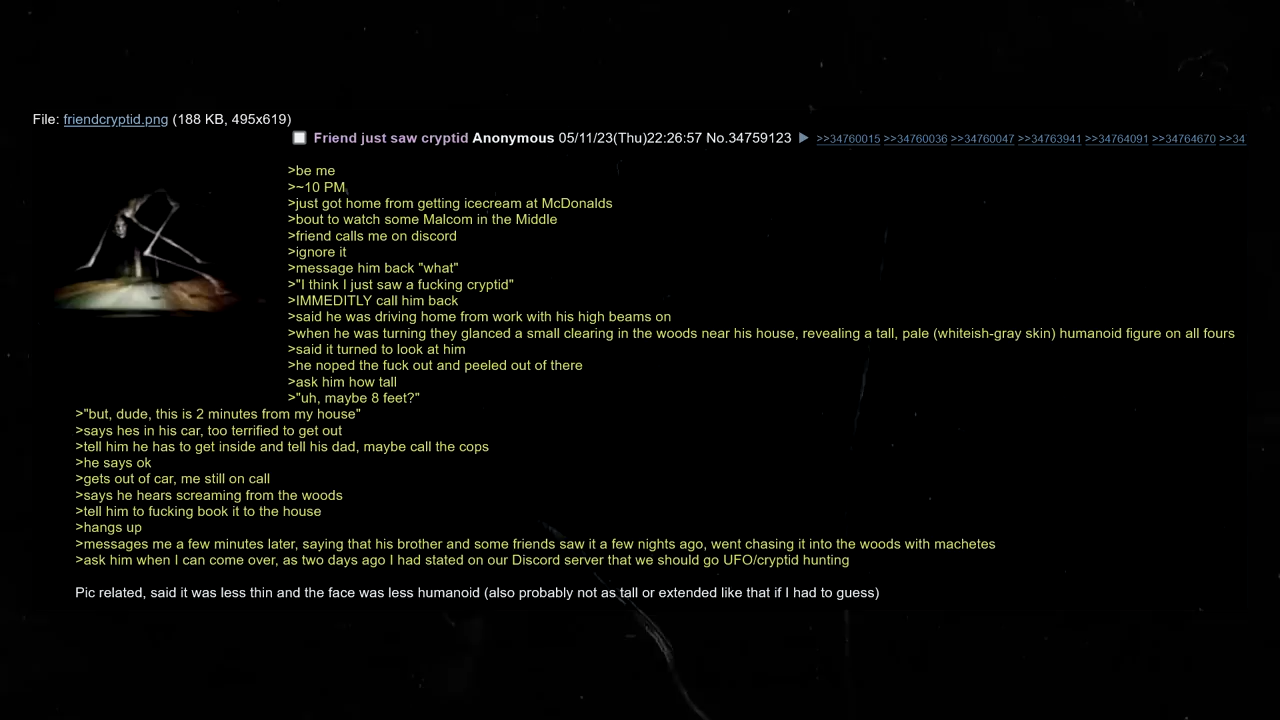 File: friendcryptid.png (188 KB, 495x619)
Friend just saw cryptid Anonymous 05/11/23(Thu)22:26:57 No.34759123 ▶ >>34760015 >>34760036 >>34760047 >>34763941 >>34764091 >>34764670 >>34
>be me
>~10 PM
>just got home from getting icecream at McDonalds
>bout to watch some Malcom in the Middle
>friend calls me on discord
>ignore it
>message him back "what"
>"I think I just saw a fucking cryptid"
>IMMEDITLY call him back
>said he was driving home from work with his high beams on
>when he was turning they glanced a small clearing in the woods near his house, revealing a tall, pale (whiteish-gray skin) humanoid figure on all fours
>said it turned to look at him
>he noped the fuck out and peeled out of there
>ask him how tall
>"uh, maybe 8 feet?"
>"but, dude, this is 2 minutes from my house"
>says hes in his car, too terrified to get out
>tell him he has to get inside and tell his dad, maybe call the cops
>he says ok
>gets out of car, me still on call
>says he hears screaming from the woods
>tell him to fucking book it to the house
>hangs up
>messages me a few minutes later, saying that his brother and some friends saw it a few nights ago, went chasing it into the woods with machetes
>ask him when I can come over, as two days ago I had stated on our Discord server that we should go UFO/cryptid hunting
Pic related, said it was less thin and the face was less humanoid (also probably not as tall or extended like that if I had to guess)